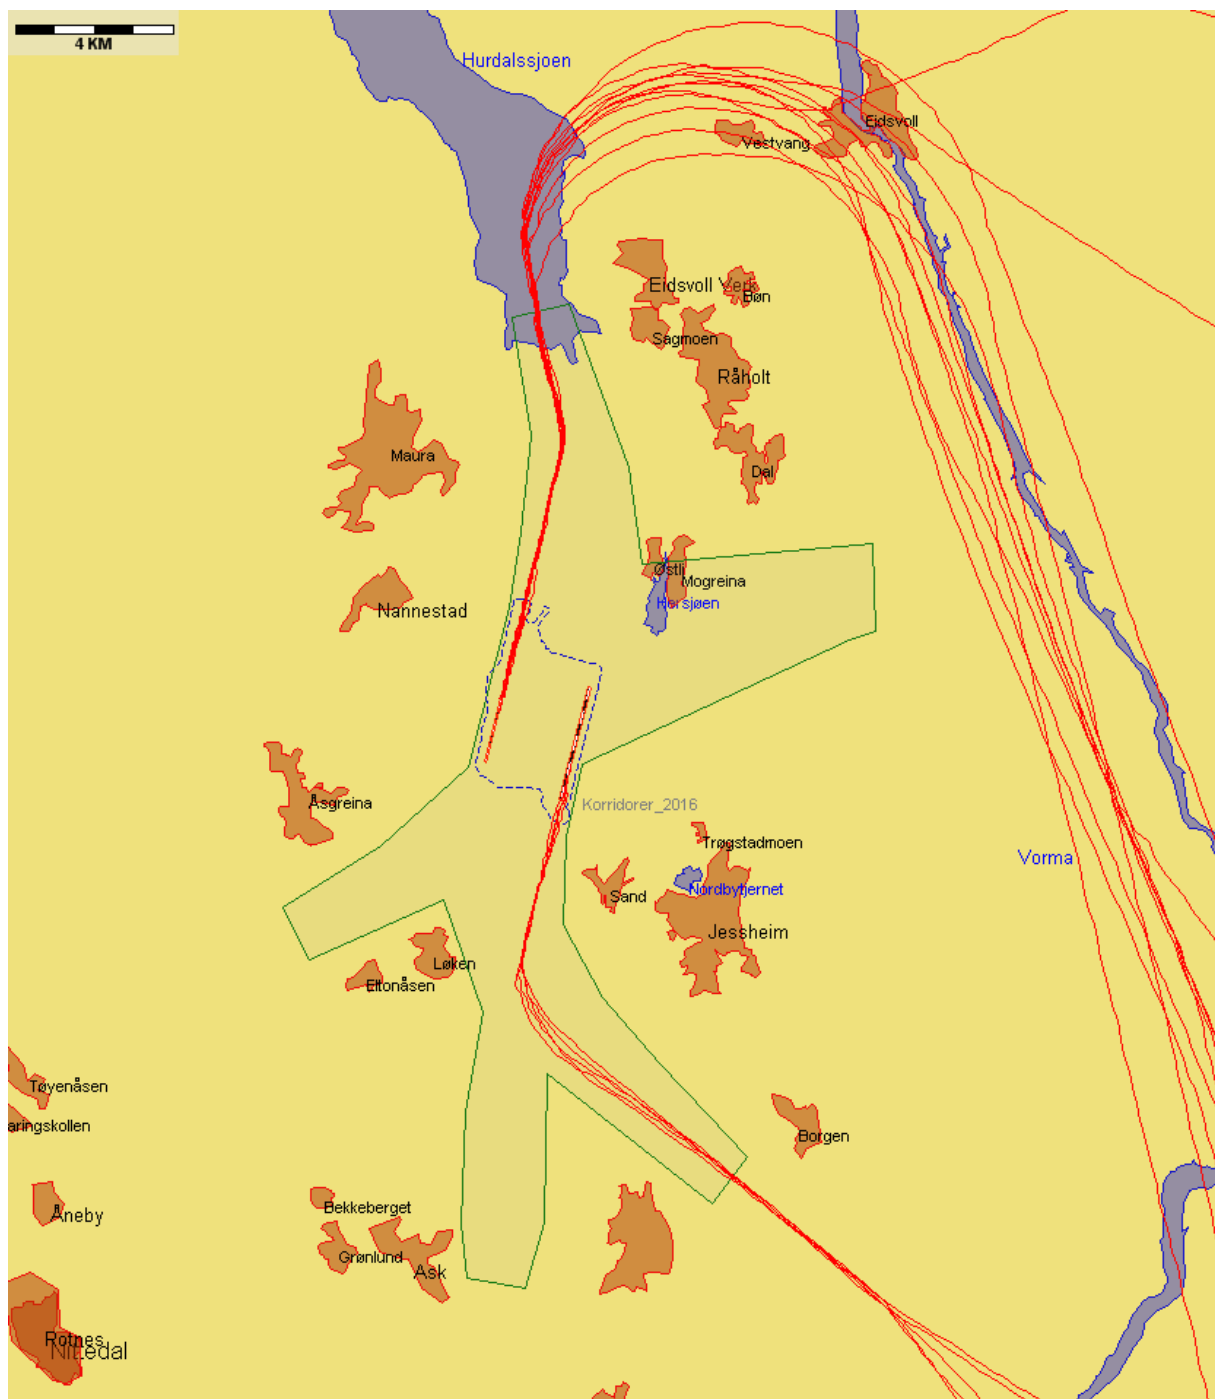 4 KM
Hurdalssjoen
Eidsvoll
Vestvang
Eidsvoll Verk
Bøn
Sagmoen
Råholt
Maura
Dal
Østli
Mogreina
Hersjøen
Nannestad
Åsgreina
Korridorer_2016
Trøgstadmoen
Vorma
Nordbytjernet
Sand
Jessheim
Løken
Eltonåsen
Tøyenåsen
aringskollen
Borgen
Bekkeberget
Åneby
Grønlund
Ask
Rotnes
Nittedal